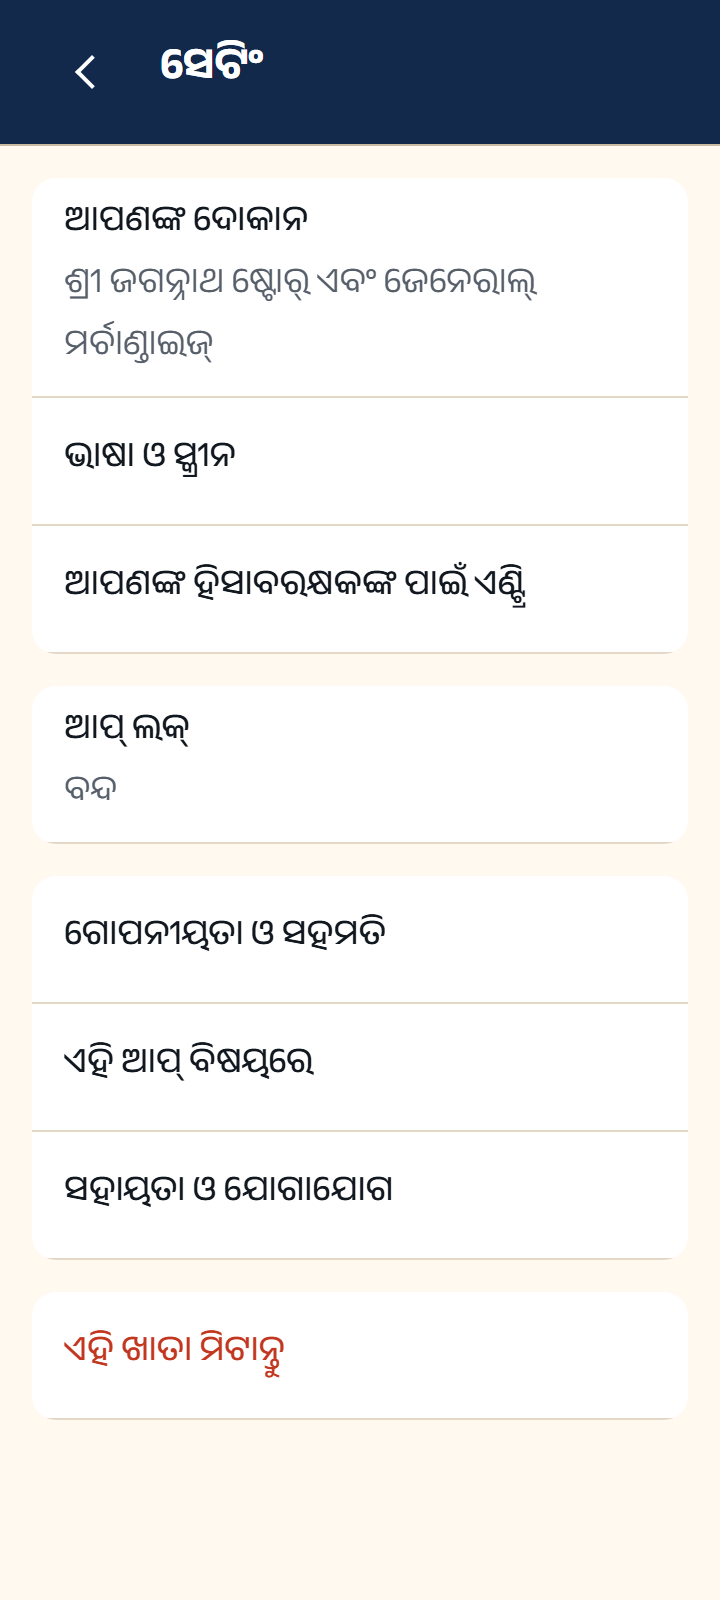 ସେଟିଂ
ଆପଣଙ୍କ ଦୋକାନ
ଶ୍ରୀ ଜଗନ୍ନାଥ ଷ୍ଟୋର୍ ଏବଂ ଜେନେରାଲ୍
ମର୍ଚାଣ୍ଡାଇଜ୍
ଭାଷା ଓ ସ୍କ୍ରୀନ
ଆପଣଙ୍କ ହିସାବରକ୍ଷକଙ୍କ ପାଇଁ ଏଣ୍ଟ୍ରି
ଆପ୍ ଲକ୍
ବନ୍ଦ
ଗୋପନୀୟତା ଓ ସହମତି
ଏହି ଆପ୍ ବିଷୟରେ
ସହାୟତା ଓ ଯୋଗାଯୋଗ
ଏହି ଖାତା ମିଟାନ୍ତୁ